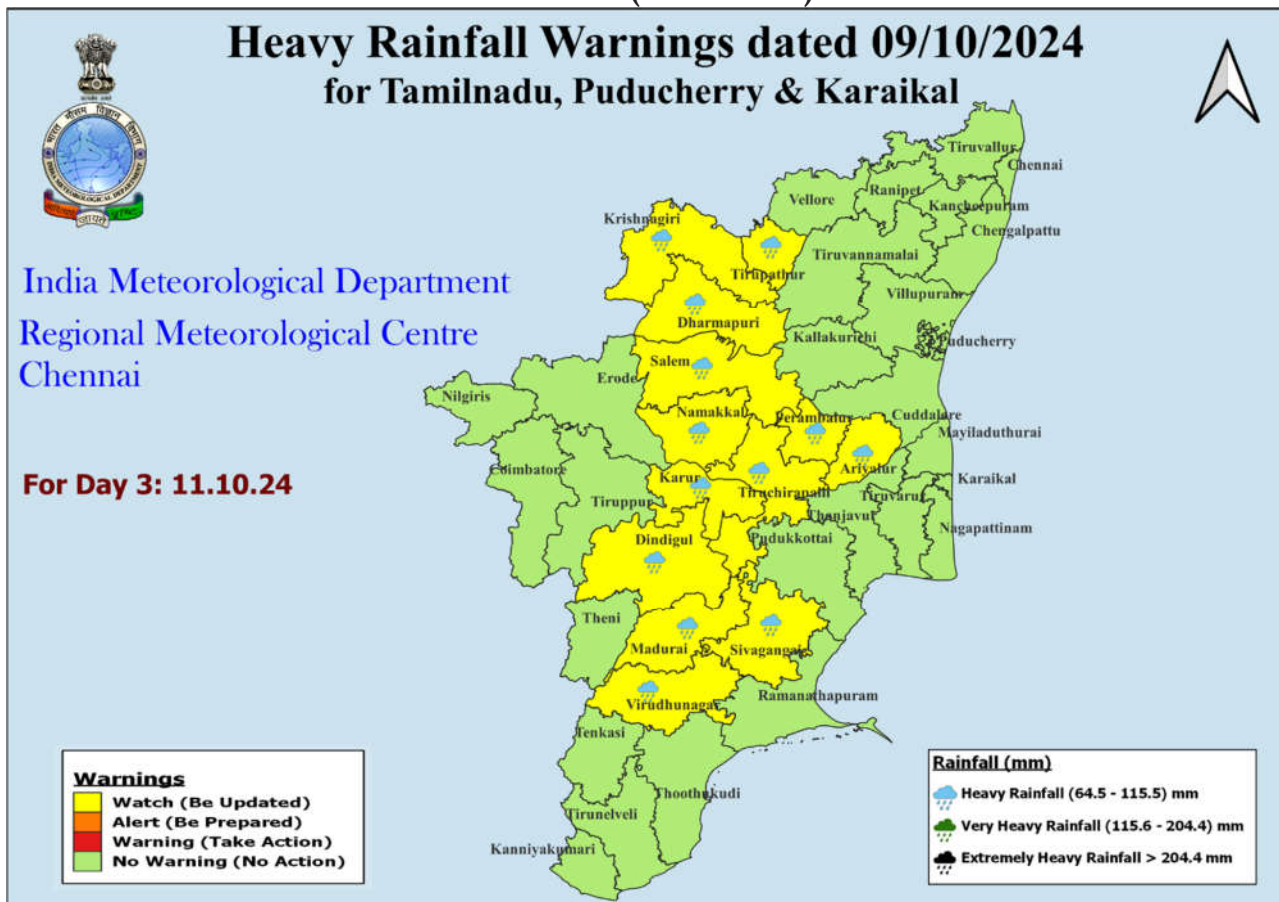 Heavy Rainfall Warnings dated 09/10/2024
for Tamilnadu, Puducherry & Karaikal
भारत मौसम विज्ञान विभाग
INDIA METEOROLOGICAL DEPARTMENT
India Meteorological Department
Regional Meteorological Centre
Chennai
For Day 3: 11.10.24
Tiruvallur
Chennai
Vellore
Ranipet
Kancheepuram
Chengalpattu
Krishnagiri
Tirupathur
Tiruvannamalai
Villupuram
Dharmapuri
Kallakurichi
Puducherry
Salem
Erode
Nilgiris
Namakkal
Perambalur
Cuddalore
Mayiladuthurai
Ariyalur
Coimbatore
Karur
Tiruchirapalli
Karaikal
Tiruppur
Tiruvarur
Thanjavur
Nagapattinam
Dindigul
Pudukkottai
Theni
Madurai
Sivagangai
Ramanathapuram
Virudhunagar
Tenkasi
Thoothukudi
Tirunelveli
Kanniyakumari
Warnings
Watch (Be Updated)
Alert (Be Prepared)
Warning (Take Action)
No Warning (No Action)
Rainfall (mm)
Heavy Rainfall (64.5 - 115.5) mm
Very Heavy Rainfall (115.6 - 204.4) mm
Extremely Heavy Rainfall > 204.4 mm